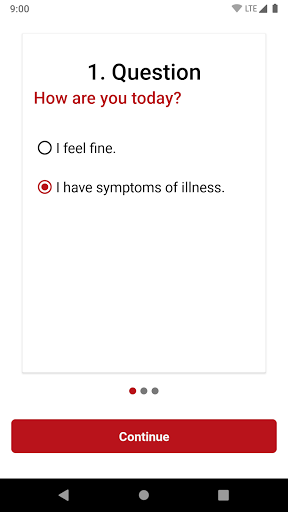 9:00
LTE
1. Question
How are you today?
I feel fine.
I have symptoms of illness.
Continue